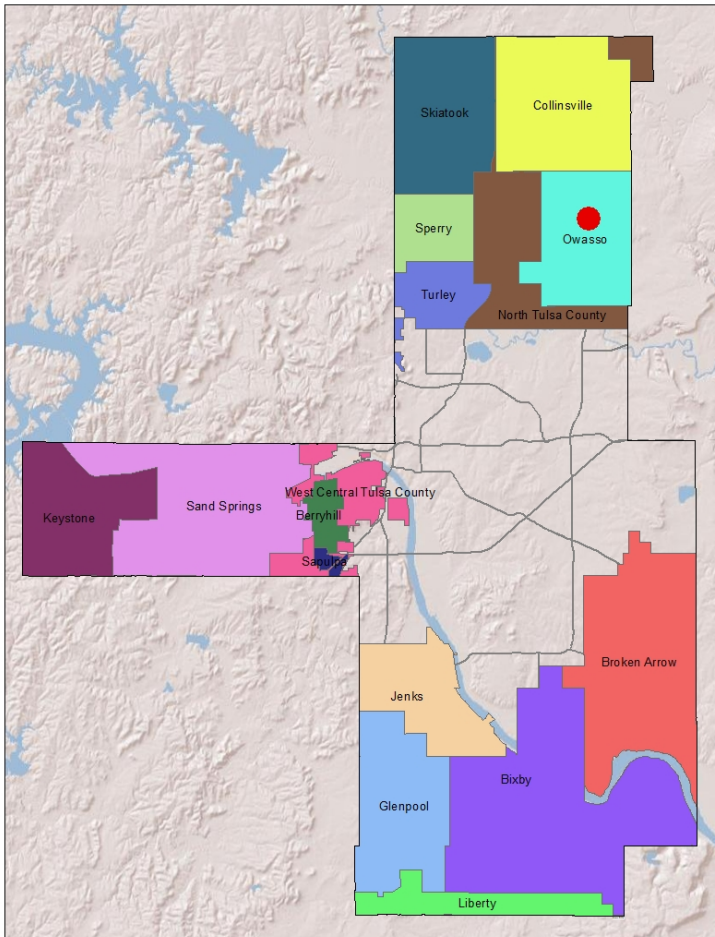 Skiatook
Collinsville
Sperry
Owasso
Turley
North Tulsa County
West Central Tulsa County
Sand Springs
Keystone
Berryhill
Sapulpa
Broken Arrow
Jenks
Bixby
Glenpool
Liberty